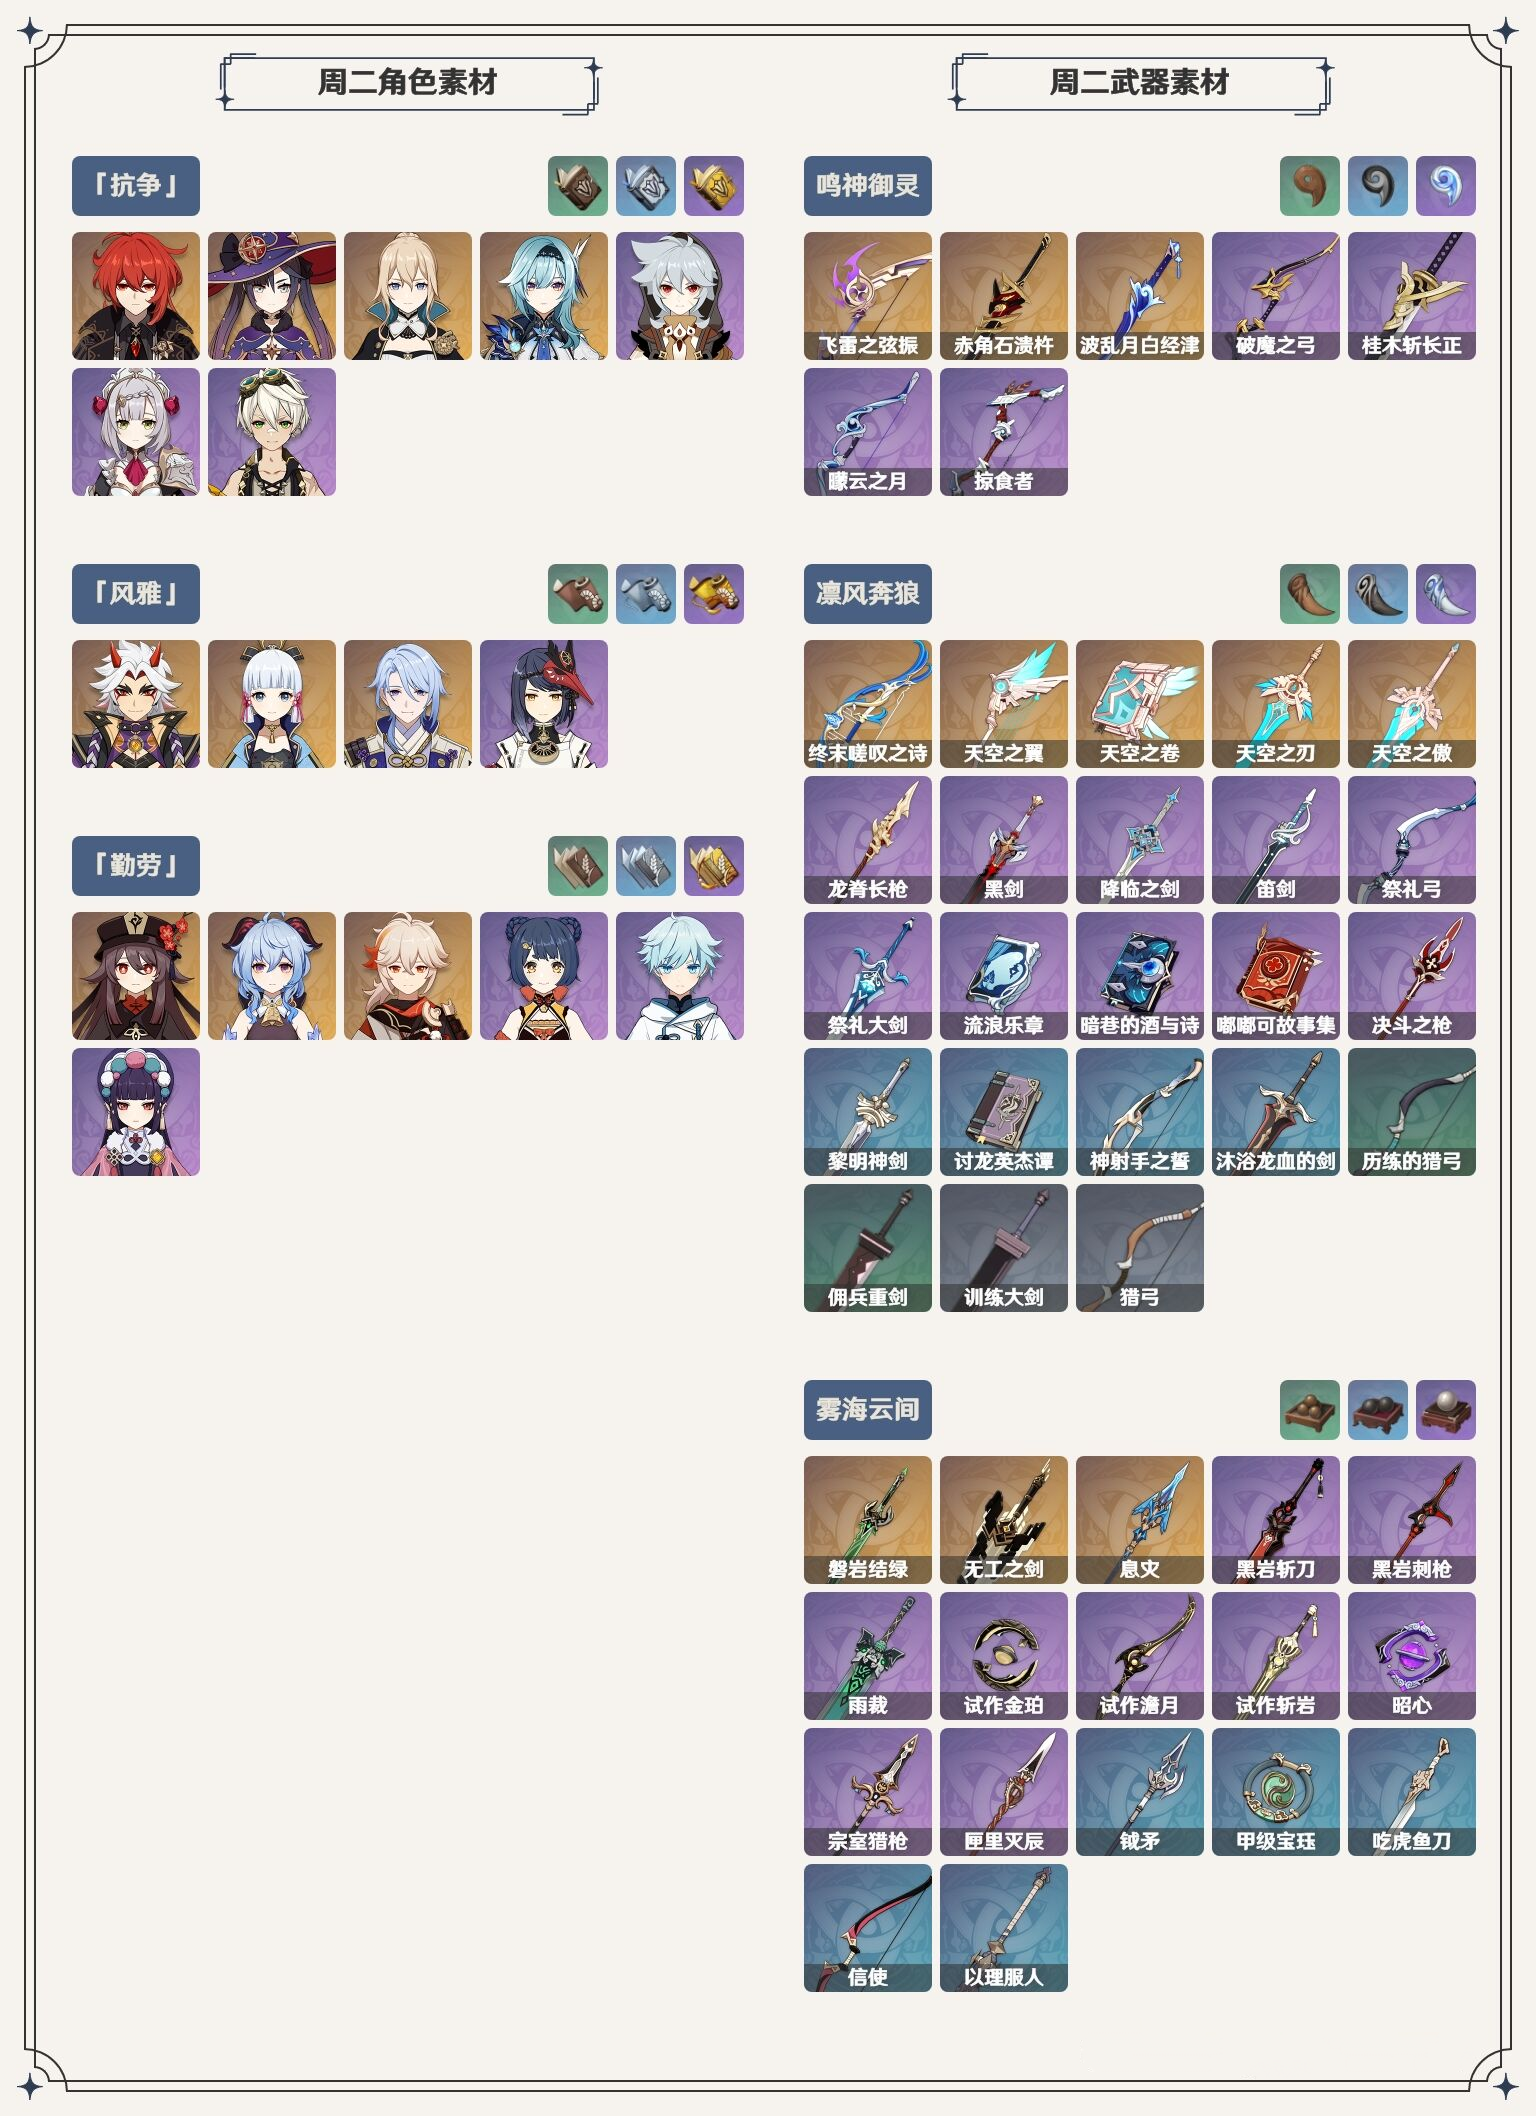 周二角色素材
「抗争」
「风雅」
「勤劳」
周二武器素材
鸣神御灵
飞雷之弦振
赤角石溃杵
波乱月白经津
破魔之弓
桂木斩长正
曚云之月
掠食者
凛风奔狼
终末嗟叹之诗
天空之翼
天空之卷
天空之刃
天空之傲
龙脊长枪
黑剑
降临之剑
笛剑
祭礼弓
祭礼大剑
流浪乐章
暗巷的酒与诗
嘟嘟可故事集
决斗之枪
黎明神剑
讨龙英杰谭
神射手之誓
沐浴龙血的剑
历练的猎弓
佣兵重剑
训练大剑
猎弓
雾海云间
磐岩结绿
无工之剑
息灾
黑岩斩刀
黑岩刺枪
雨裁
试作金珀
试作澹月
试作斩岩
昭心
宗室猎枪
匣里灭辰
钺矛
甲级宝珏
吃虎鱼刀
信使
以理服人